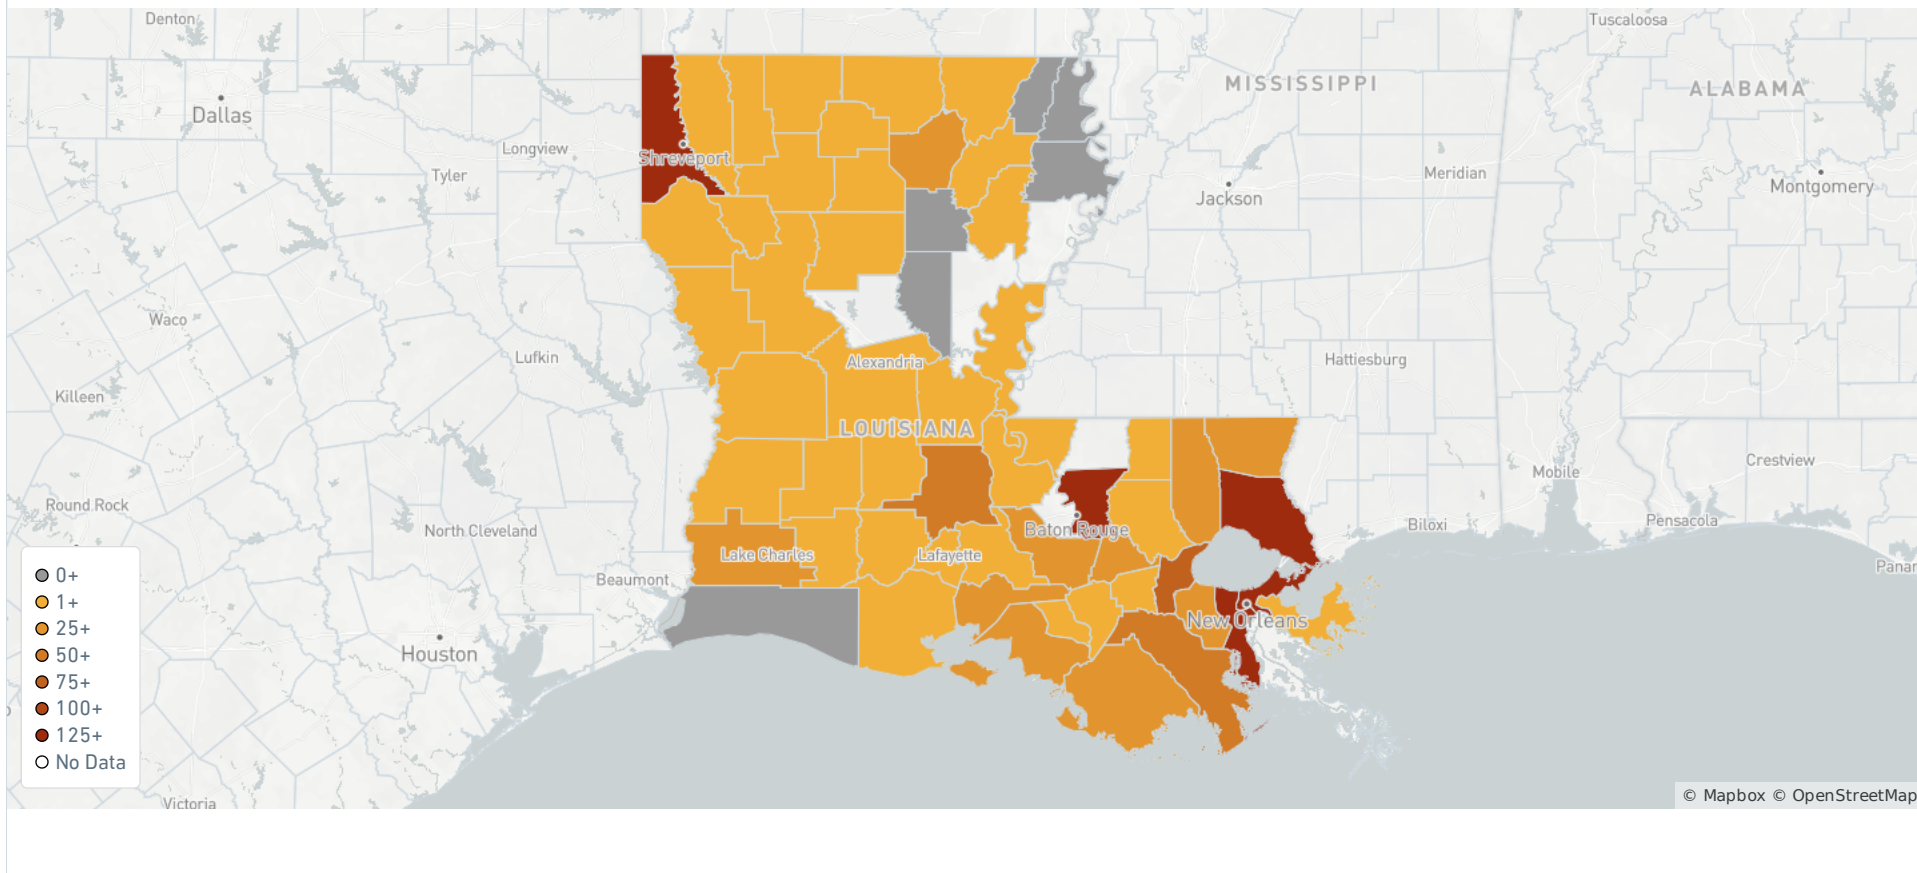 Denton
Tuscaloosa
MISSISSIPPI
ALABAMA
Dallas
Longview
Shreveport
Tyler
Meridian
Montgomery
Jackson
Waco
Lufkin
Alexandria
Hattiesburg
Killeen
LOUISIANA
Mobile
Crestview
Round Rock
North Cleveland
Baton Rouge
Biloxi
Pensacola
Lake Charles
Lafayette
Beaumont
Panar
New Orleans
Houston
Victoria
0+
1+
25+
50+
75+
100+
125+
No Data
© Mapbox © OpenStreetMap